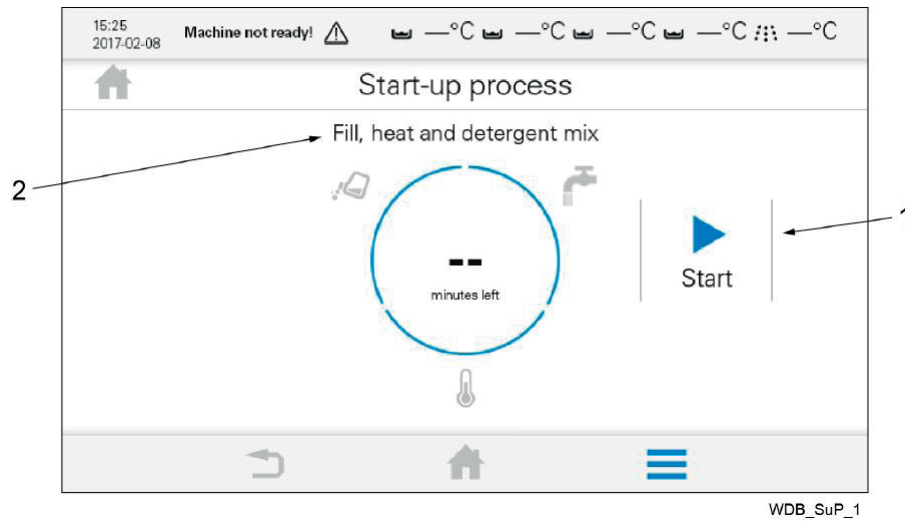 15:25
2017-02-08
Machine not ready! —°C —°C —°C —°C —°C
Start-up process
Fill, heat and detergent mix
2
1
--
minutes left
Start
WDB_SuP_1